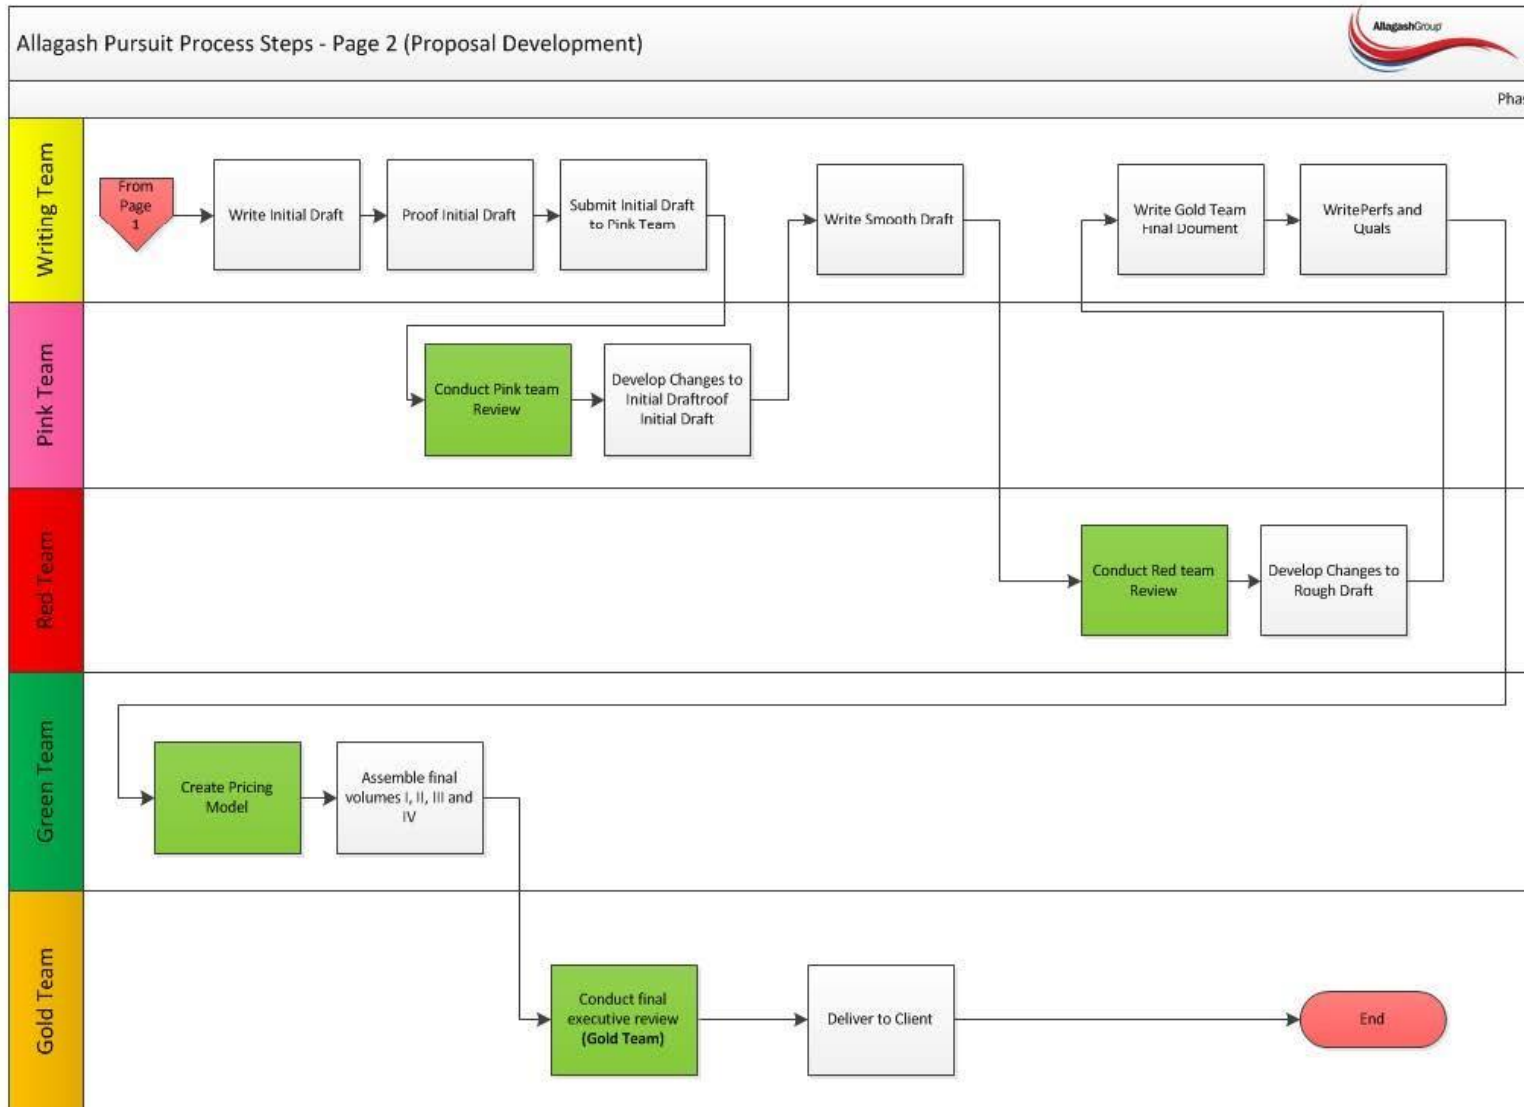 Allagash Pursuit Process Steps - Page 2 (Proposal Development)
AllagashGroup
Phas
Writing Team
From
Page
1
Write Initial Draft
Proof Initial Draft
Submit Initial Draft
to Pink Team
Write Smooth Draft
Write Gold Team
Final Doument
WritePerfs and
Quals
Pink Team
Conduct Pink team
Review
Develop Changes to
Initial Draftroof
Initial Draft
Red Team
Conduct Red team
Review
Develop Changes to
Rough Draft
Green Team
Create Pricing
Model
Assemble final
volumes I, II, III and
IV
Gold Team
Conduct final
executive review
(Gold Team)
Deliver to Client
End